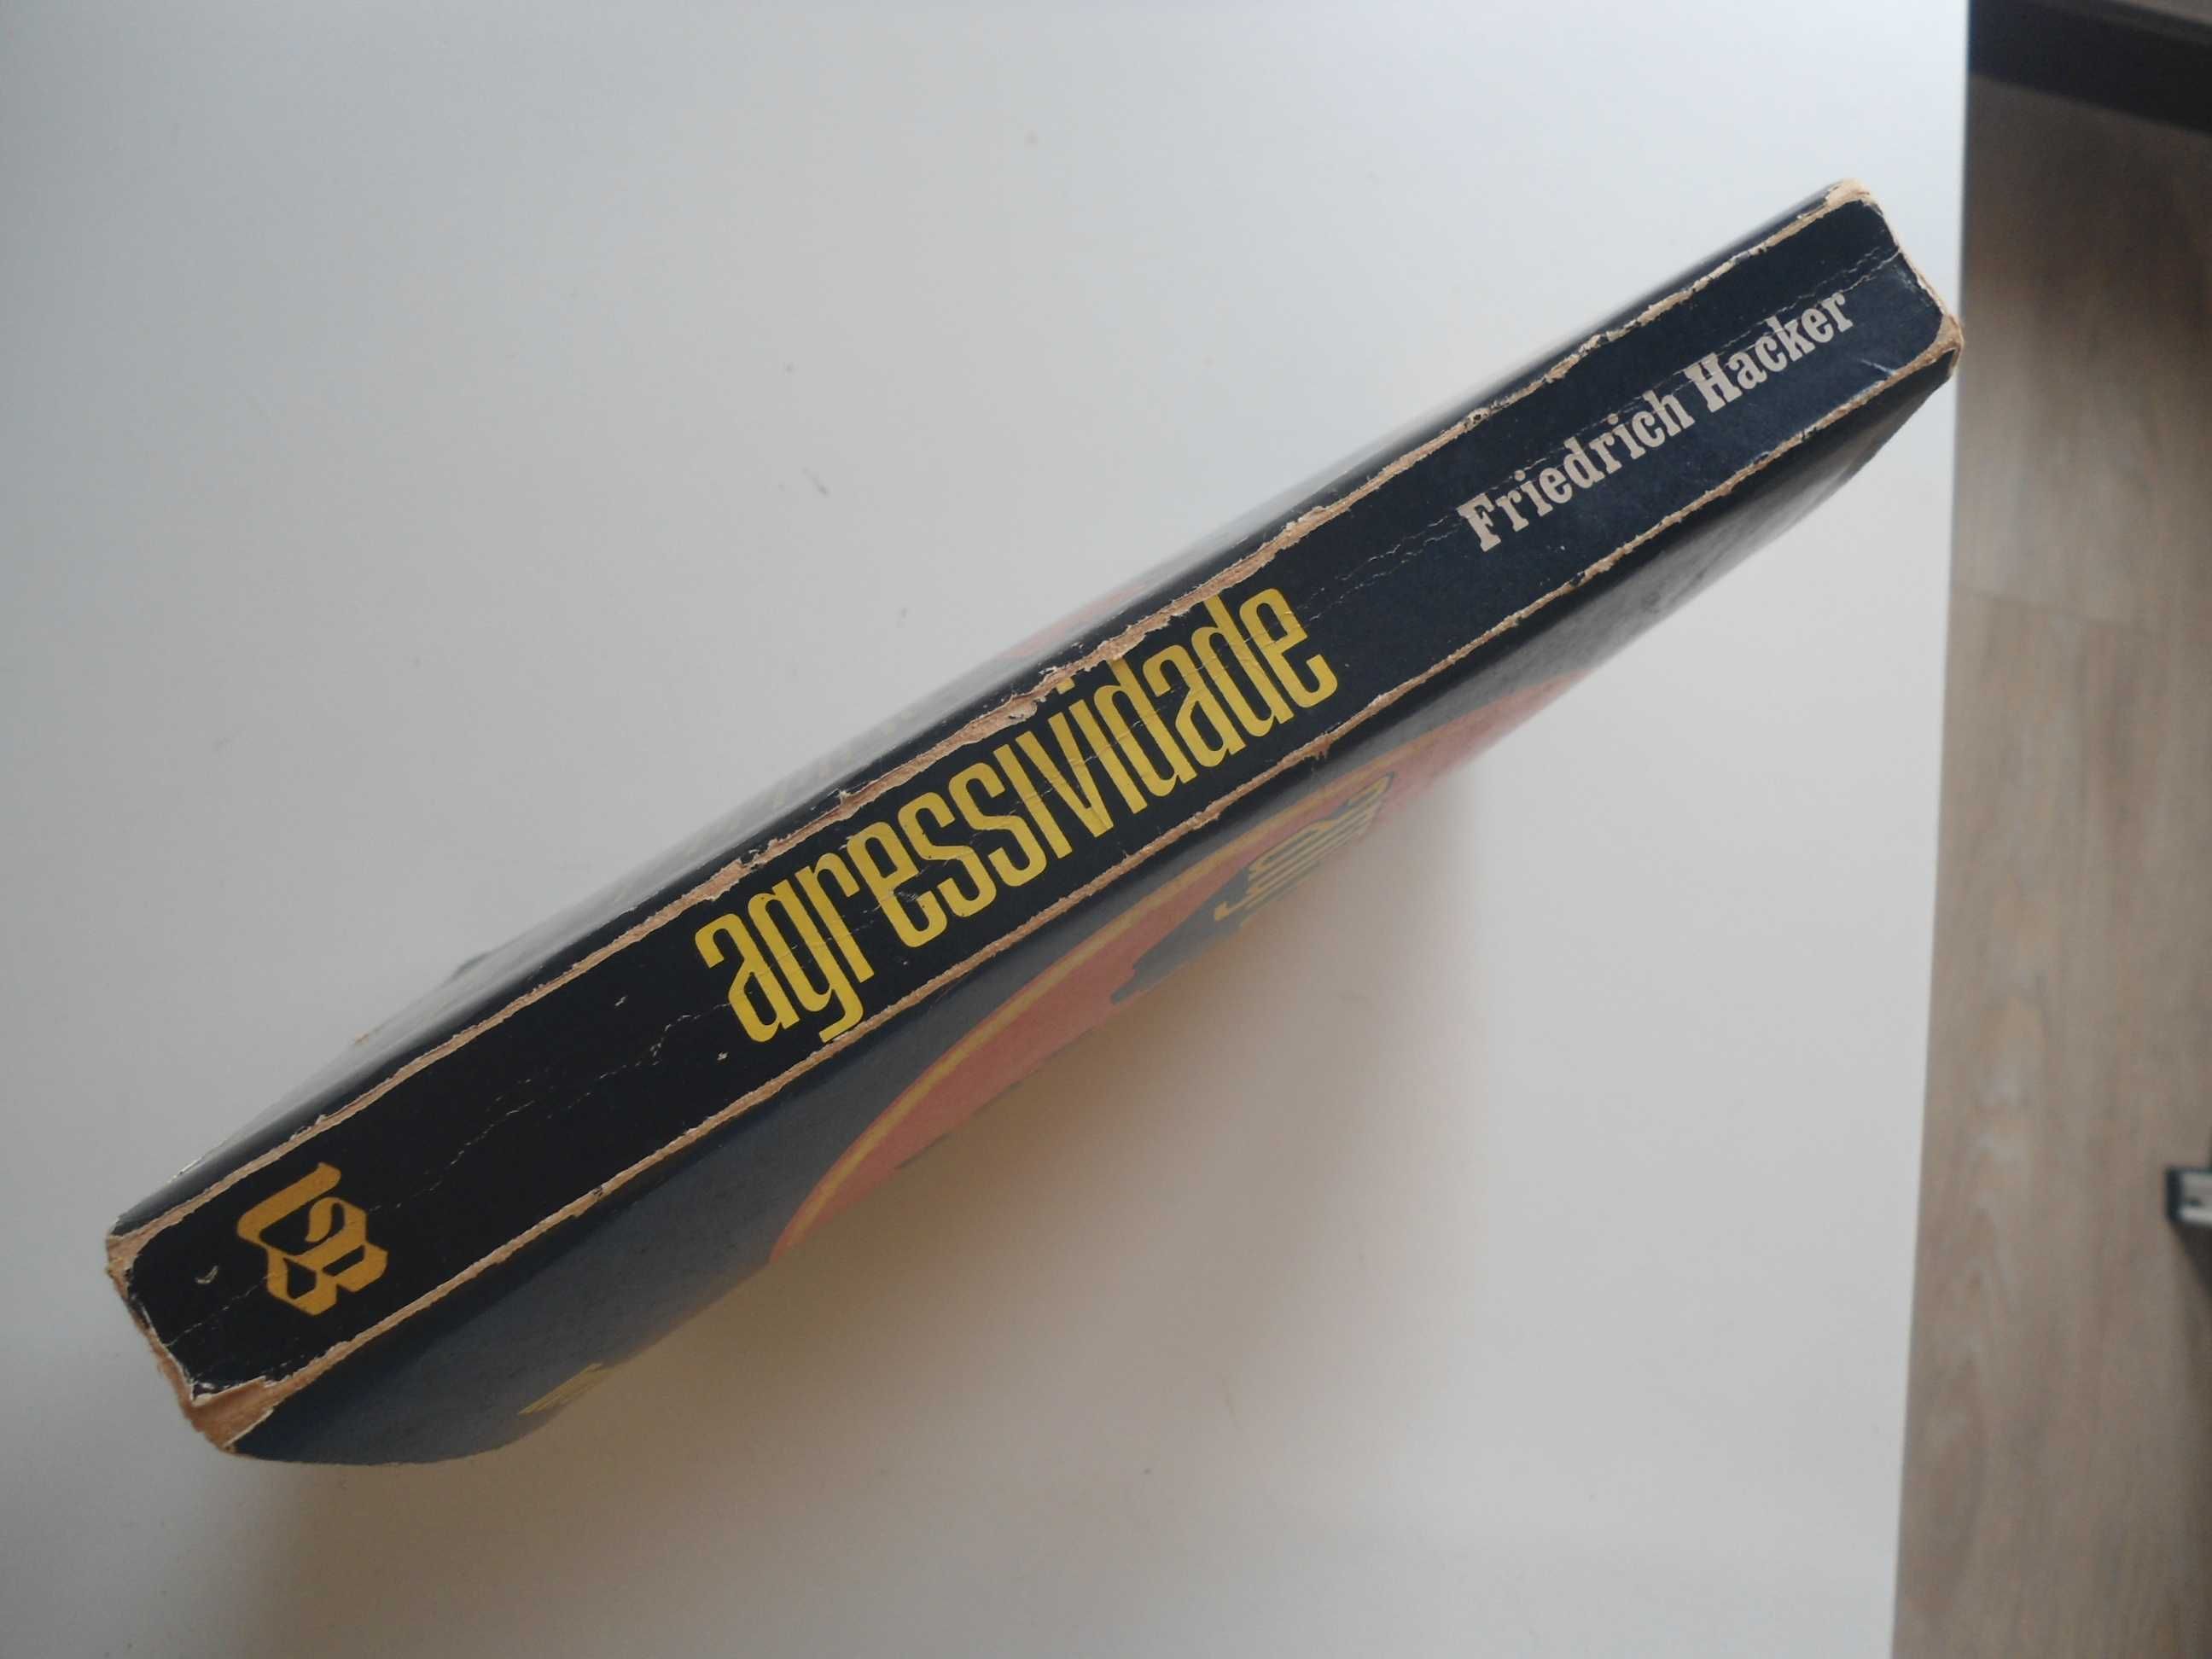 agressividade
Friedrich Hacker